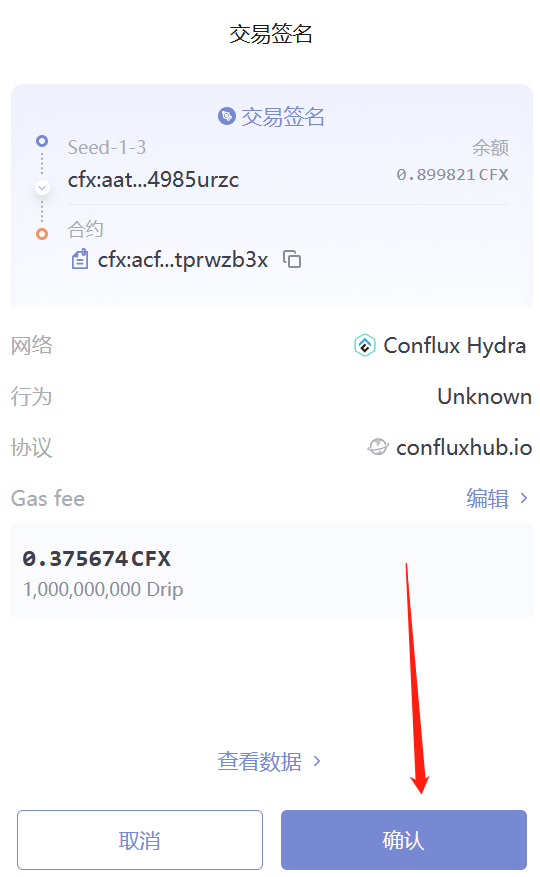 交易签名
交易签名
Seed-1-3
余额
cfx:aat...4985urzc
0.899821 CFX
合约
cfx:acf...tprwzb3x
网络
Conflux Hydra
行为
Unknown
协议
confluxhub.io
Gas fee
编辑
0.375674 CFX
1,000,000,000 Drip
查看数据
取消
确认